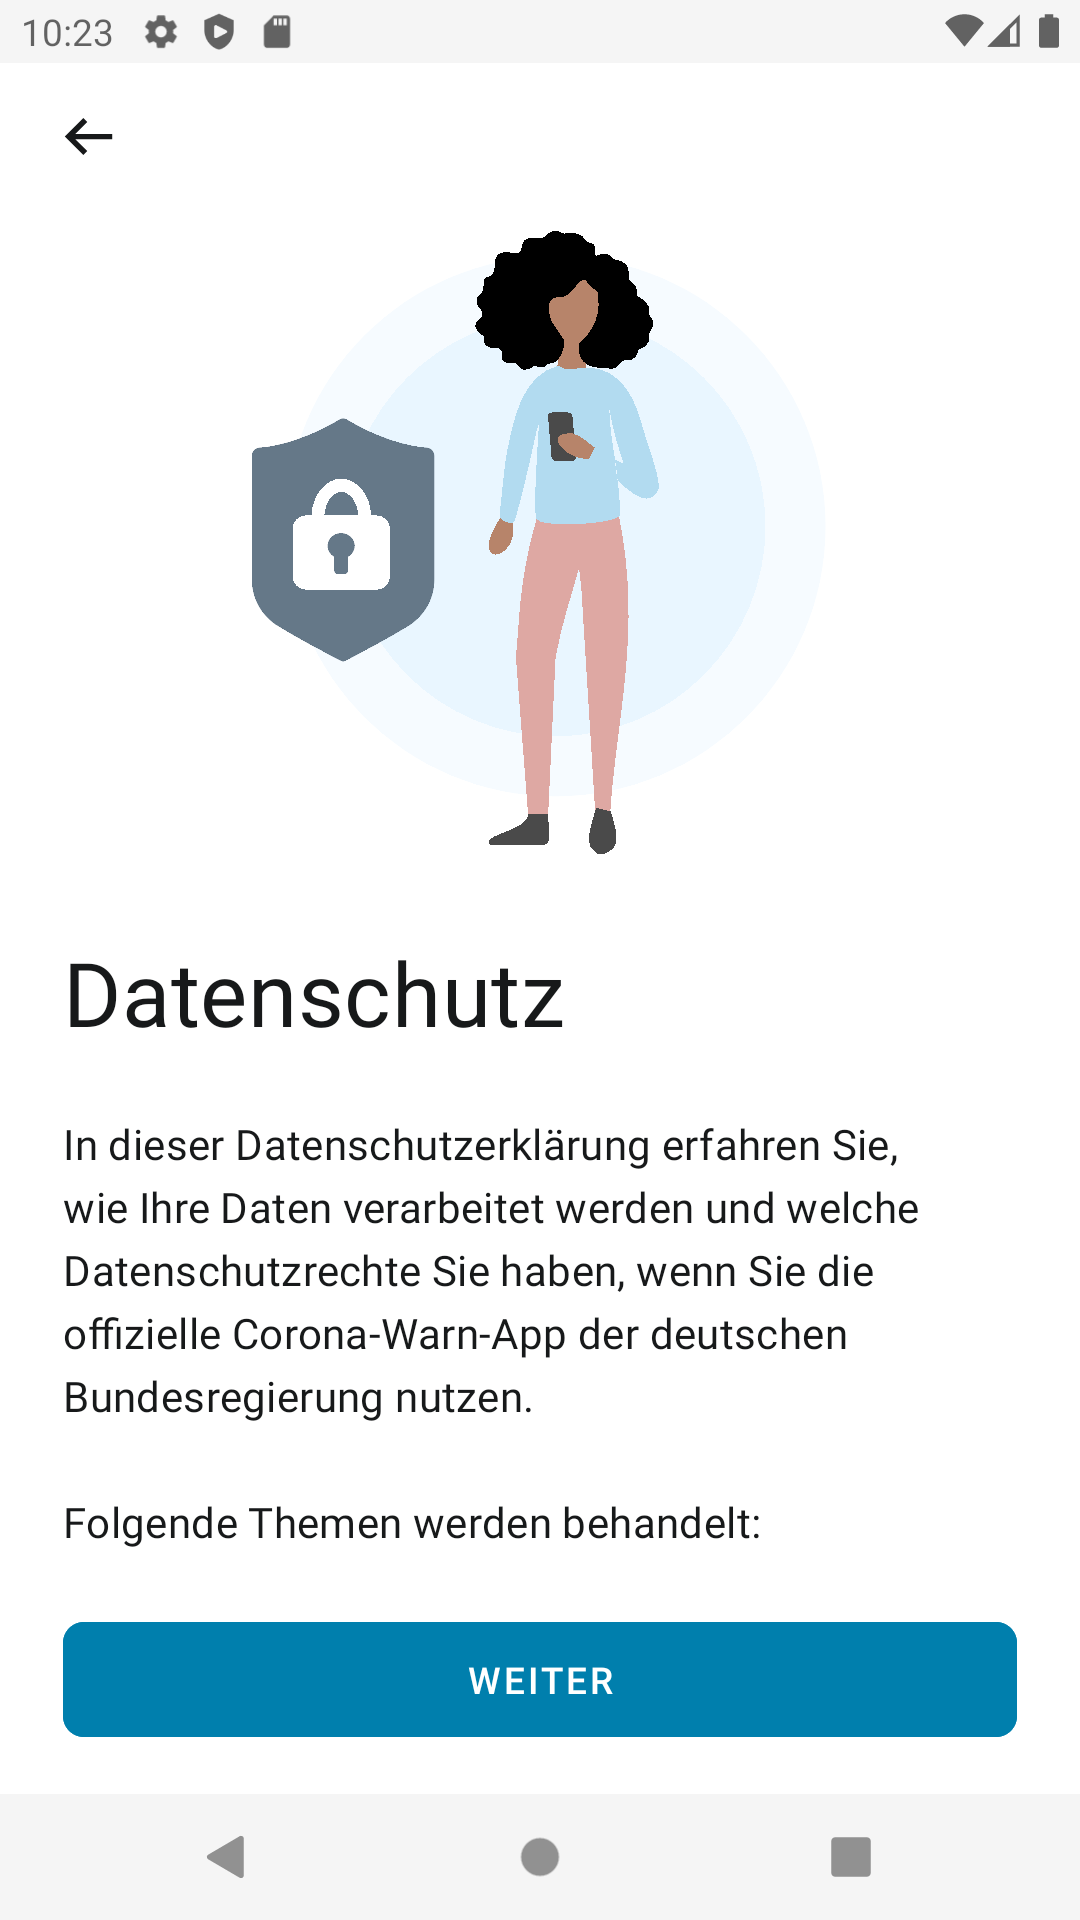 10:23
Datenschutz
In dieser Datenschutzerklärung erfahren Sie,
wie Ihre Daten verarbeitet werden und welche
Datenschutzrechte Sie haben, wenn Sie die
offizielle Corona-Warn-App der deutschen
Bundesregierung nutzen.
Folgende Themen werden behandelt:
WEITER